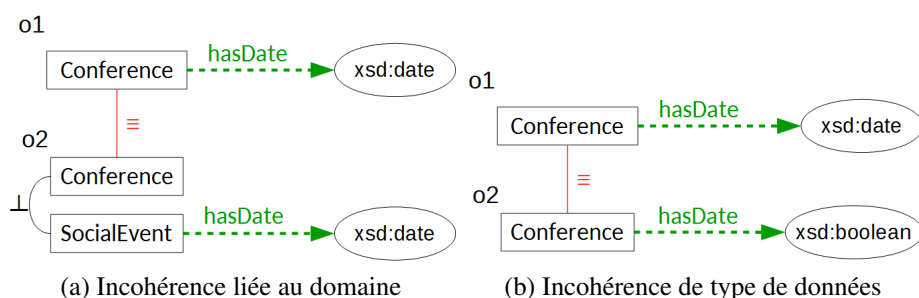 o1
hasDate
Conference
xsd:date
≡
o2
Conference
⊥
hasDate
SocialEvent
xsd:date
(a) Incohérence liée au domaine
o1
hasDate
Conference
xsd:date
≡
o2
hasDate
Conference
xsd:boolean
(b) Incohérence de type de données